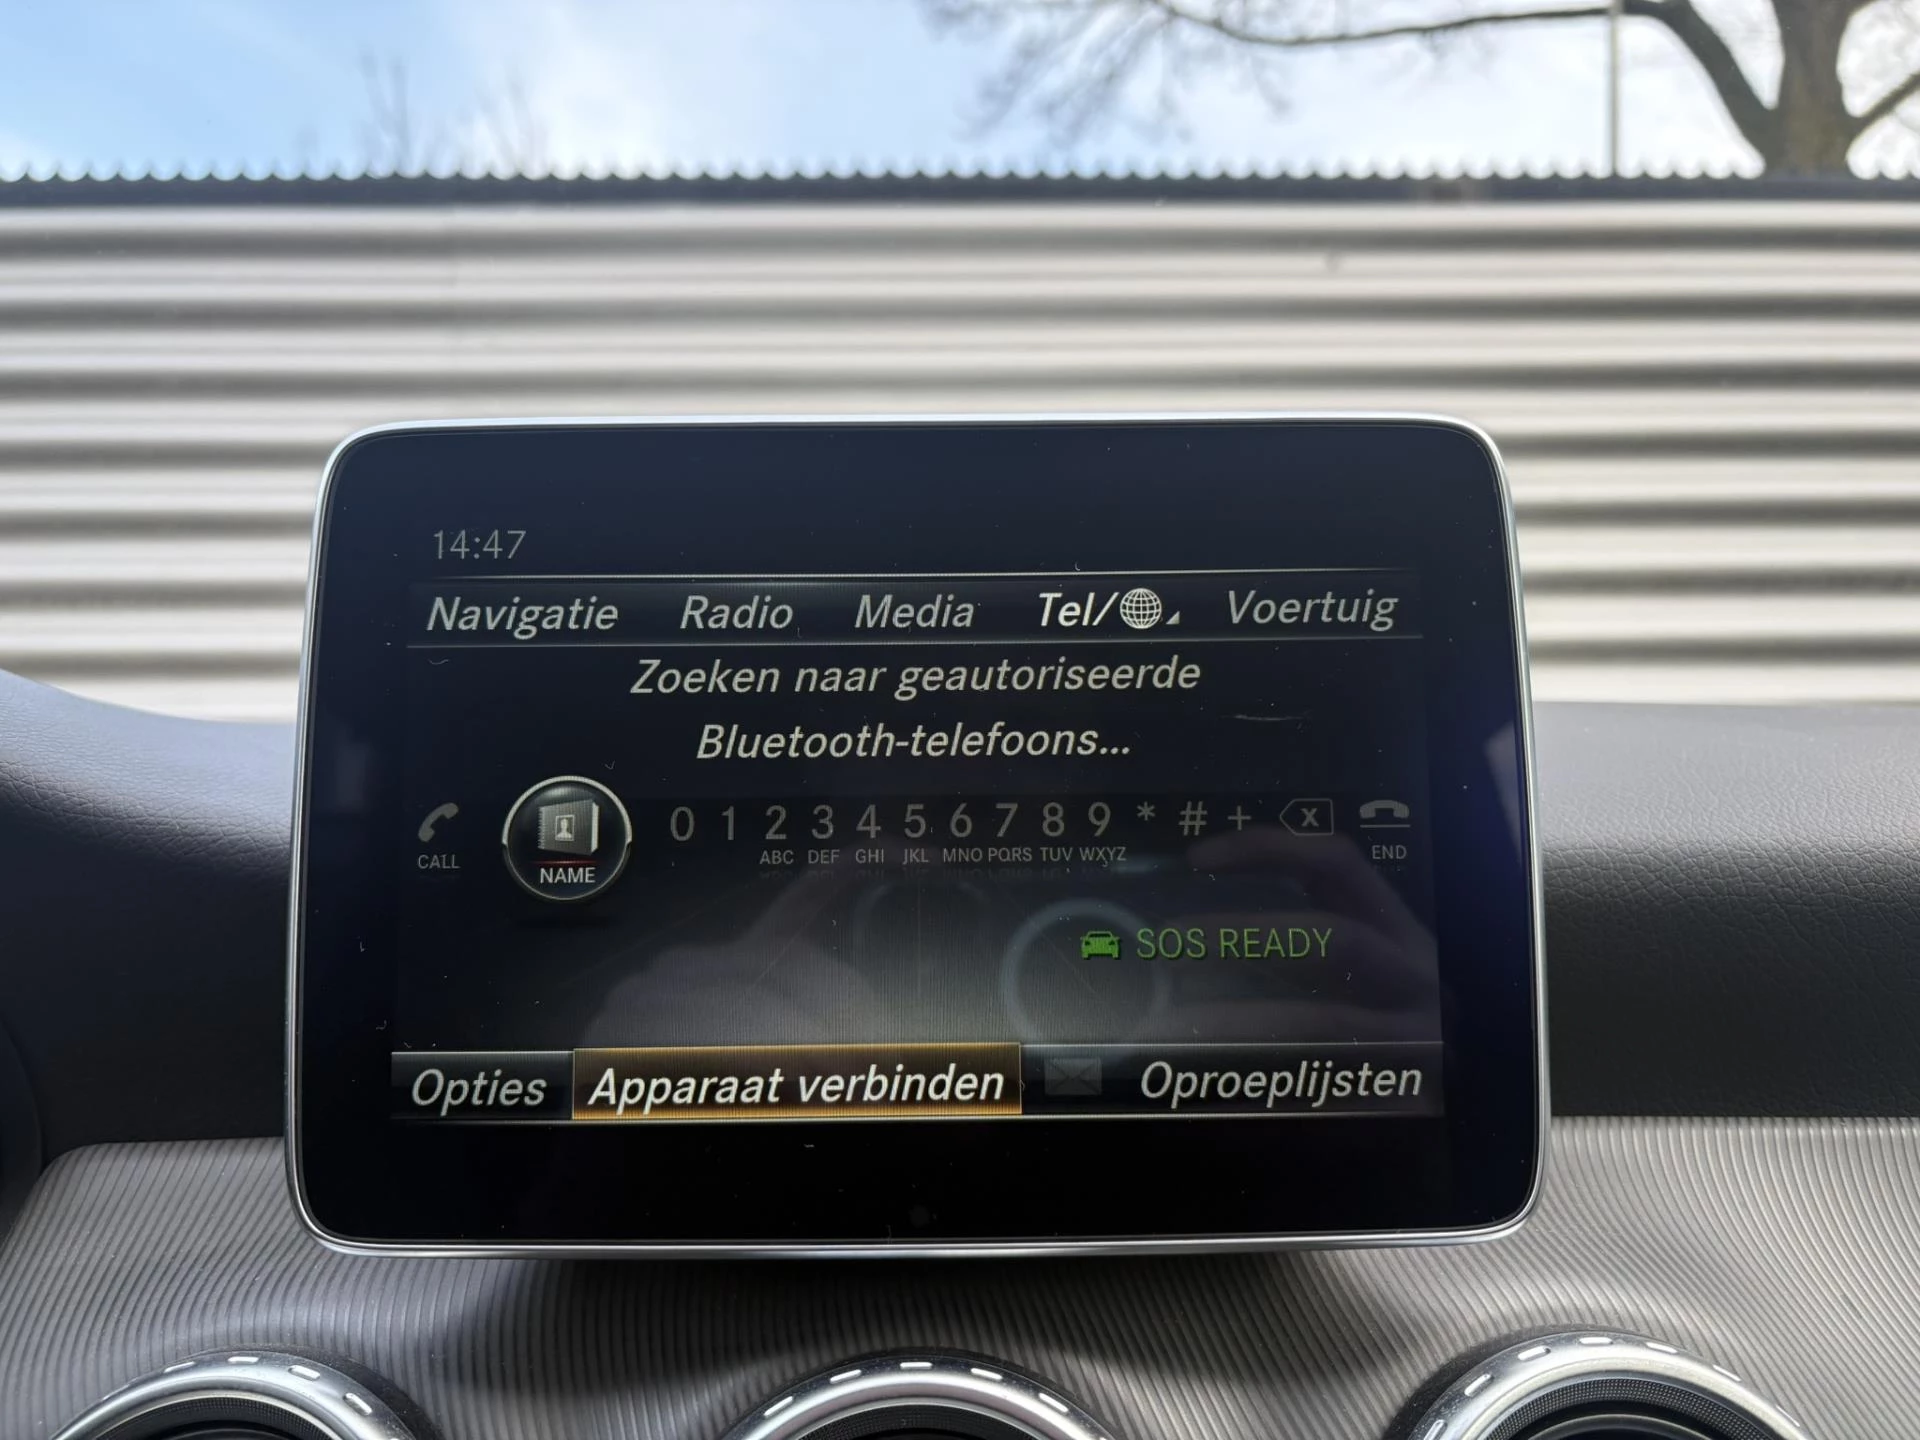 14:47
Navigatie Radio Media Tel/ Voertuig
Zoeken naar geautoriseerde
Bluetooth-telefoons...
0 1 2 3 4 5 6 7 8 9 * # + x
CALL NAME ABC DEF GHI JKL MNO PQRS TUV WXYZ END
SOS READY
Opties Apparaat verbinden Oproeplijsten